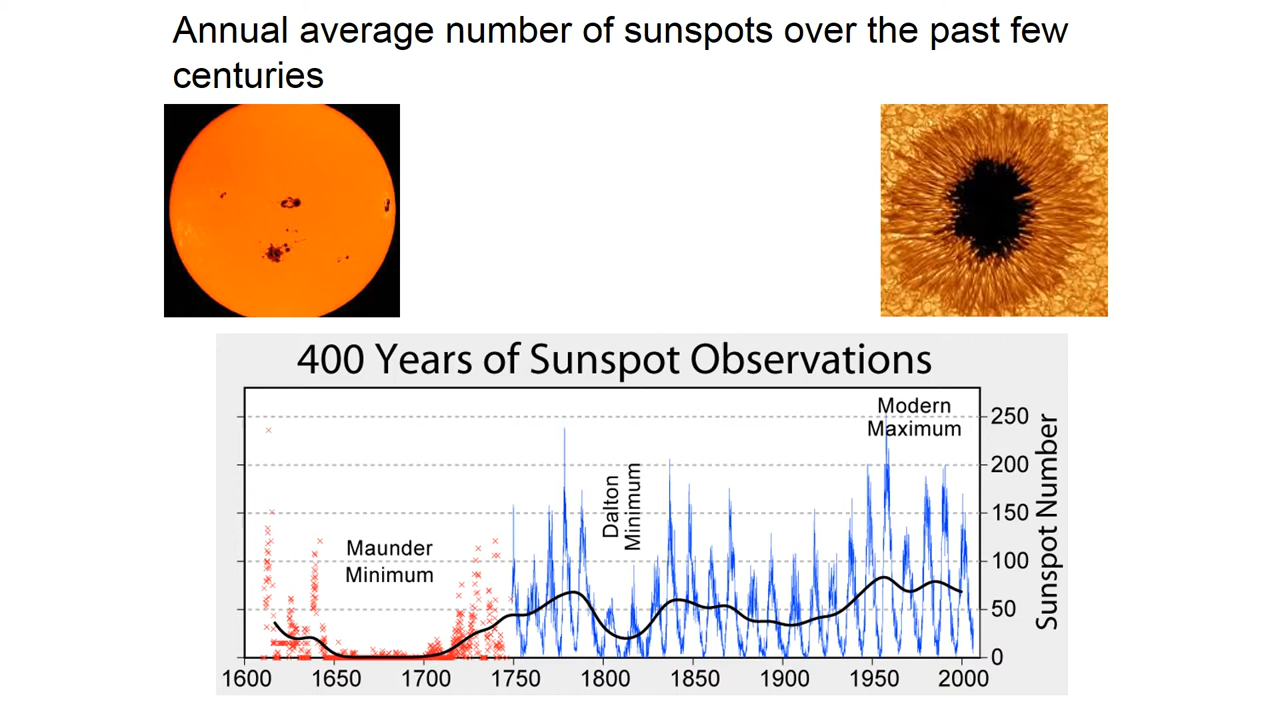 Annual average number of sunspots over the past few
centuries
400 Years of Sunspot Observations
Modern
Maximum
Dalton
Minimum
Maunder
Minimum
250
200
150
100
50
0
Sunspot Number
1600 1650 1700 1750 1800 1850 1900 1950 2000